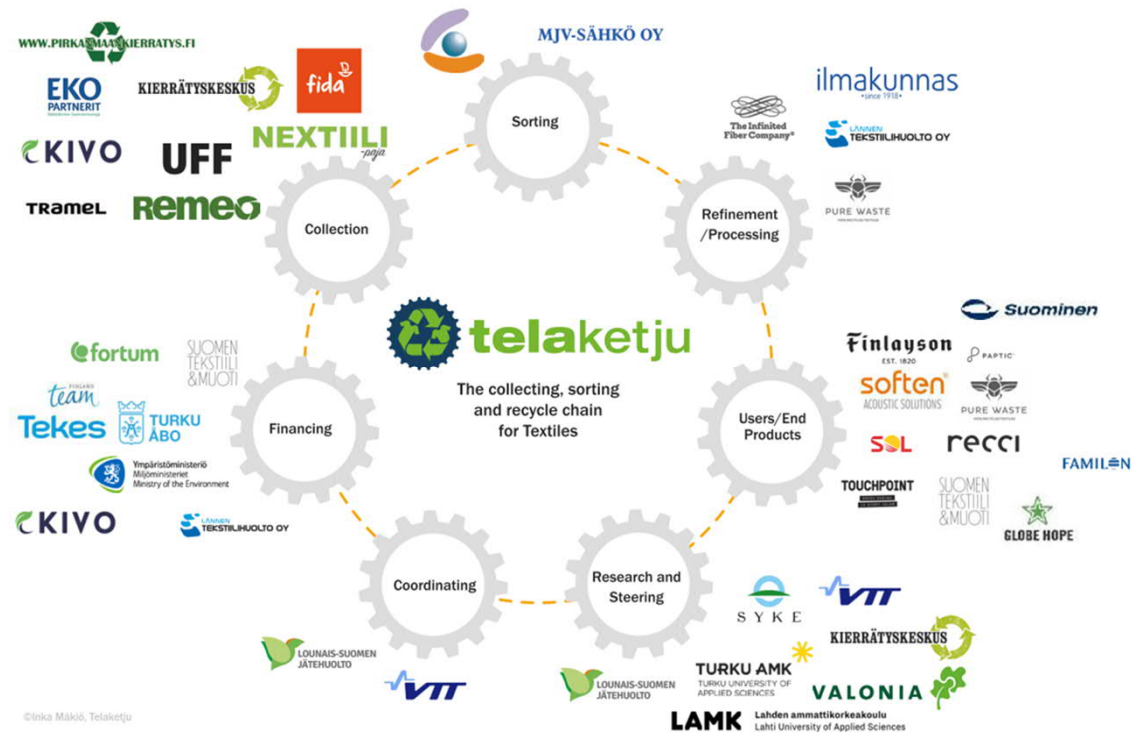 WWW.PIRKANMAANKIERRATYS.FI
EKO
PARTNERIT
KIERRÄTYSKESKUS
fida
NEXTIILI
-paja
KIVO
UFF
TRAMEL
Remeo
MJV-SÄHKÖ OY
Sorting
The Infinited
Fiber Company®
ilmakunnas
•since 1918•
LÄNNEN
TEKSTIILIHUOLTO OY
PURE WASTE
Collection
Refinement
/Processing
telaketju
The collecting, sorting
and recycle chain
for Textiles
fortum
SUOMEN
TEKSTIILI
&MUOTI
FINLAND
team
Tekes
TURKU
ÅBO
Ympäristöministeriö
Miljöministeriet
Ministry of the Environment
KIVO
LÄNNEN
TEKSTIILIHUOLTO OY
Financing
Users/End
Products
Suominen
Finlayson
EST. 1820
PAPTIC
soften®
ACOUSTIC SOLUTIONS
PURE WASTE
SOL
recci
FAMILON
TOUCHPOINT
SUOMEN
TEKSTIILI
&MUOTI
GLOBE HOPE
Coordinating
Research and
Steering
LOUNAIS-SUOMEN
JÄTEHUOLTO
VTT
SYKE
VTT
KIERRÄTYSKESKUS
LOUNAIS-SUOMEN
JÄTEHUOLTO
TURKU AMK
TURKU UNIVERSITY OF
APPLIED SCIENCES
VALONIA
LAMK
Lahden ammattikorkeakoulu
Lahti University of Applied Sciences
©Inka Mäkiö, Telaketju